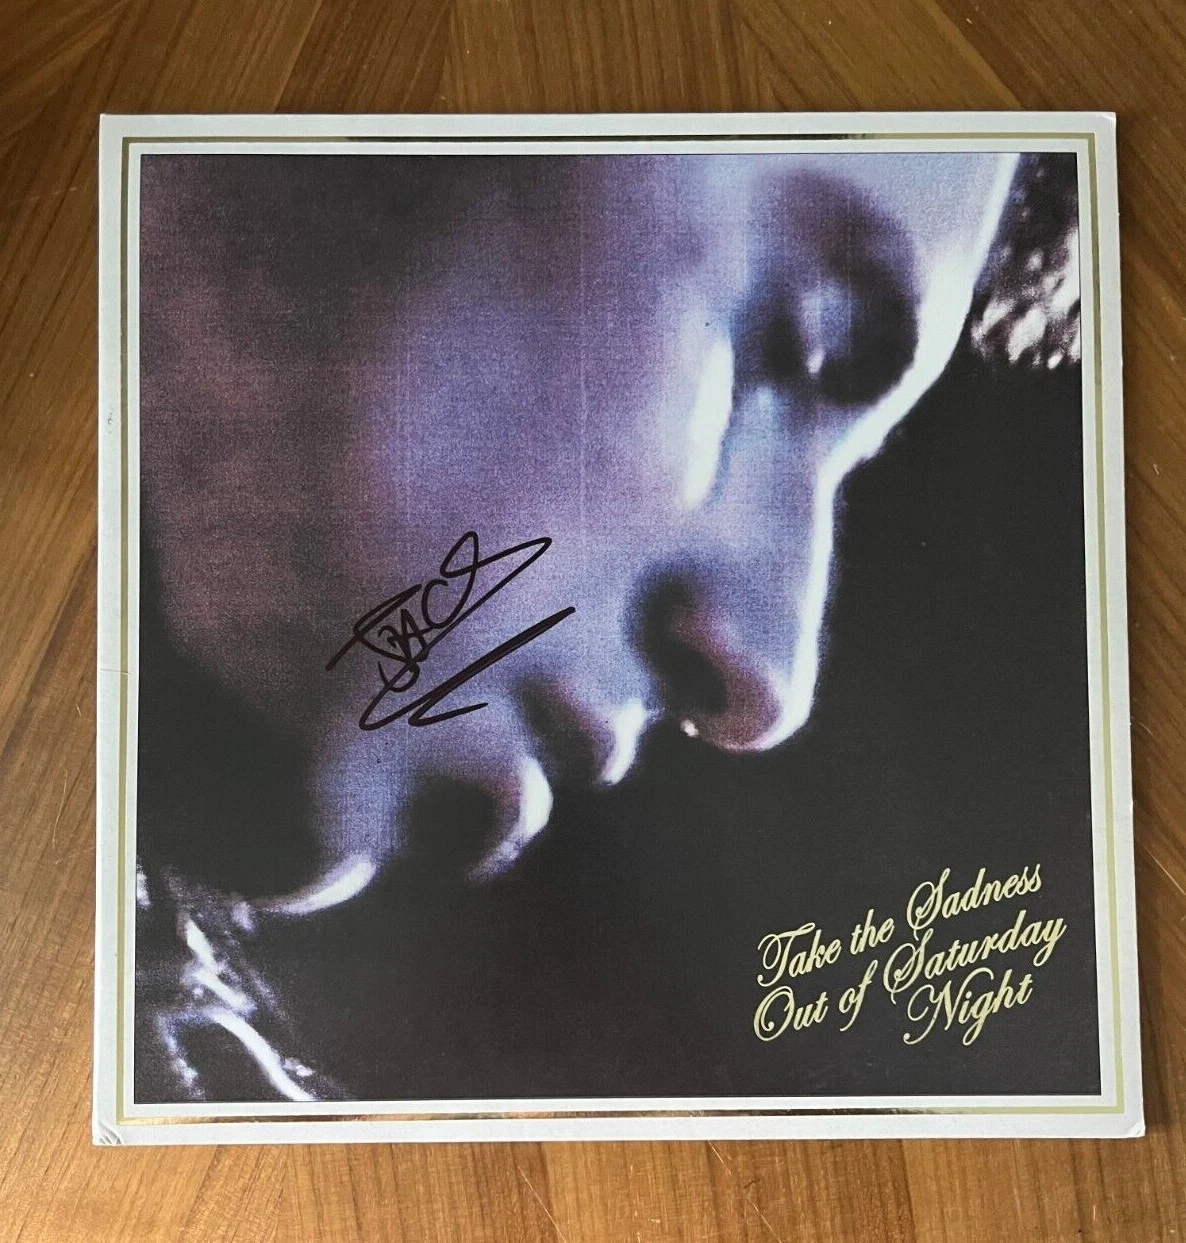 Take the Sadness
Out of Saturday
Night